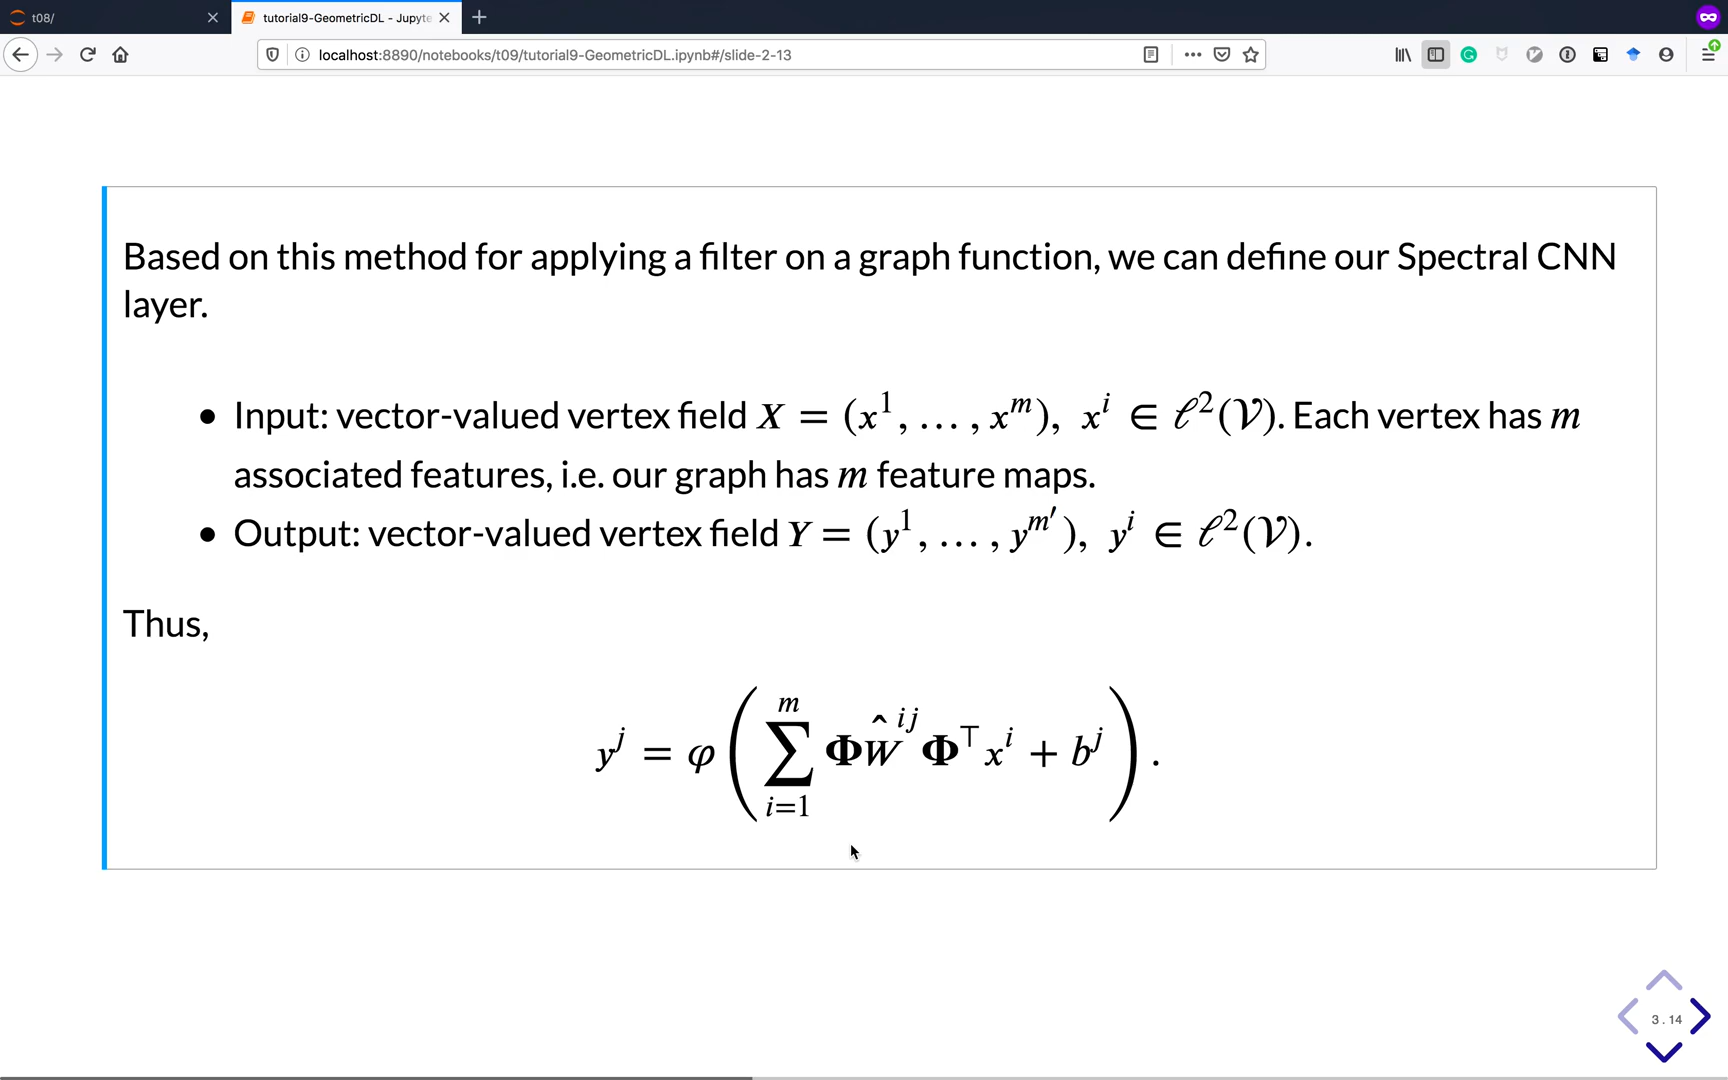 t08/
tutorial9-GeometricDL - Jupyte
localhost:8890/notebooks/t09/tutorial9-GeometricDL.ipynb#/slide-2-13
Based on this method for applying a filter on a graph function, we can define our Spectral CNN
layer.
• Input: vector-valued vertex field X = (x^1, … , x^m), x^i ∈ ℓ^2(𝒱). Each vertex has m
associated features, i.e. our graph has m feature maps.
• Output: vector-valued vertex field Y = (y^1, … , y^{m′}), y^i ∈ ℓ^2(𝒱).
Thus,
y^j = φ ( ∑_{i=1}^{m} Φ Ŵ^{ij} Φ^⊤ x^i + b^j ) .
3.14